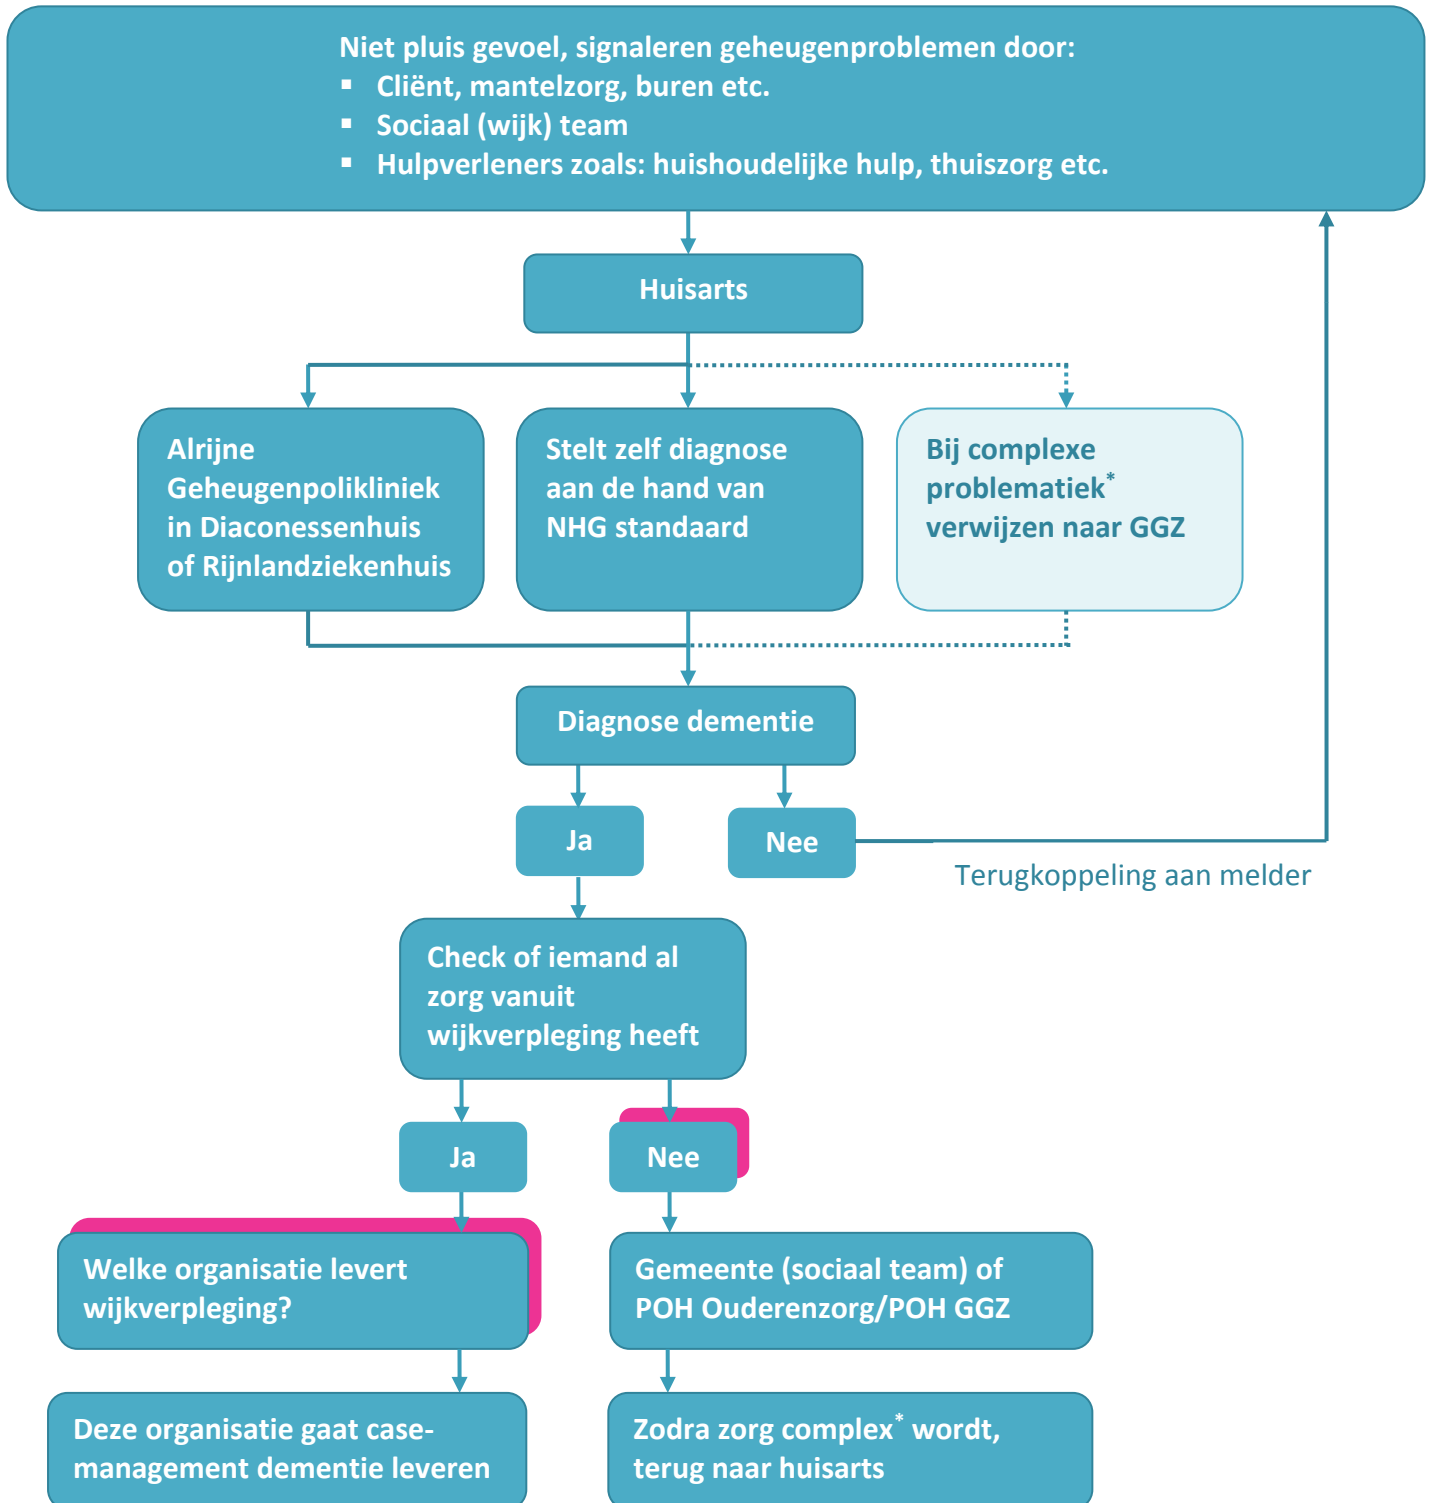 Niet pluis gevoel, signaleren geheugenproblemen door:
▪ Cliënt, mantelzorg, buren etc.
▪ Sociaal (wijk) team
▪ Hulpverleners zoals: huishoudelijke hulp, thuiszorg etc.
Huisarts
Alrijne
Geheugenpolikliniek
in Diaconessenhuis
of Rijnlandziekenhuis
Stelt zelf diagnose
aan de hand van
NHG standaard
Bij complexe
problematiek*
verwijzen naar GGZ
Diagnose dementie
Ja
Nee
Terugkoppeling aan melder
Check of iemand al
zorg vanuit
wijkverpleging heeft
Ja
Nee
Welke organisatie levert
wijkverpleging?
Gemeente (sociaal team) of
POH Ouderenzorg/POH GGZ
Deze organisatie gaat case-
management dementie leveren
Zodra zorg complex* wordt,
terug naar huisarts